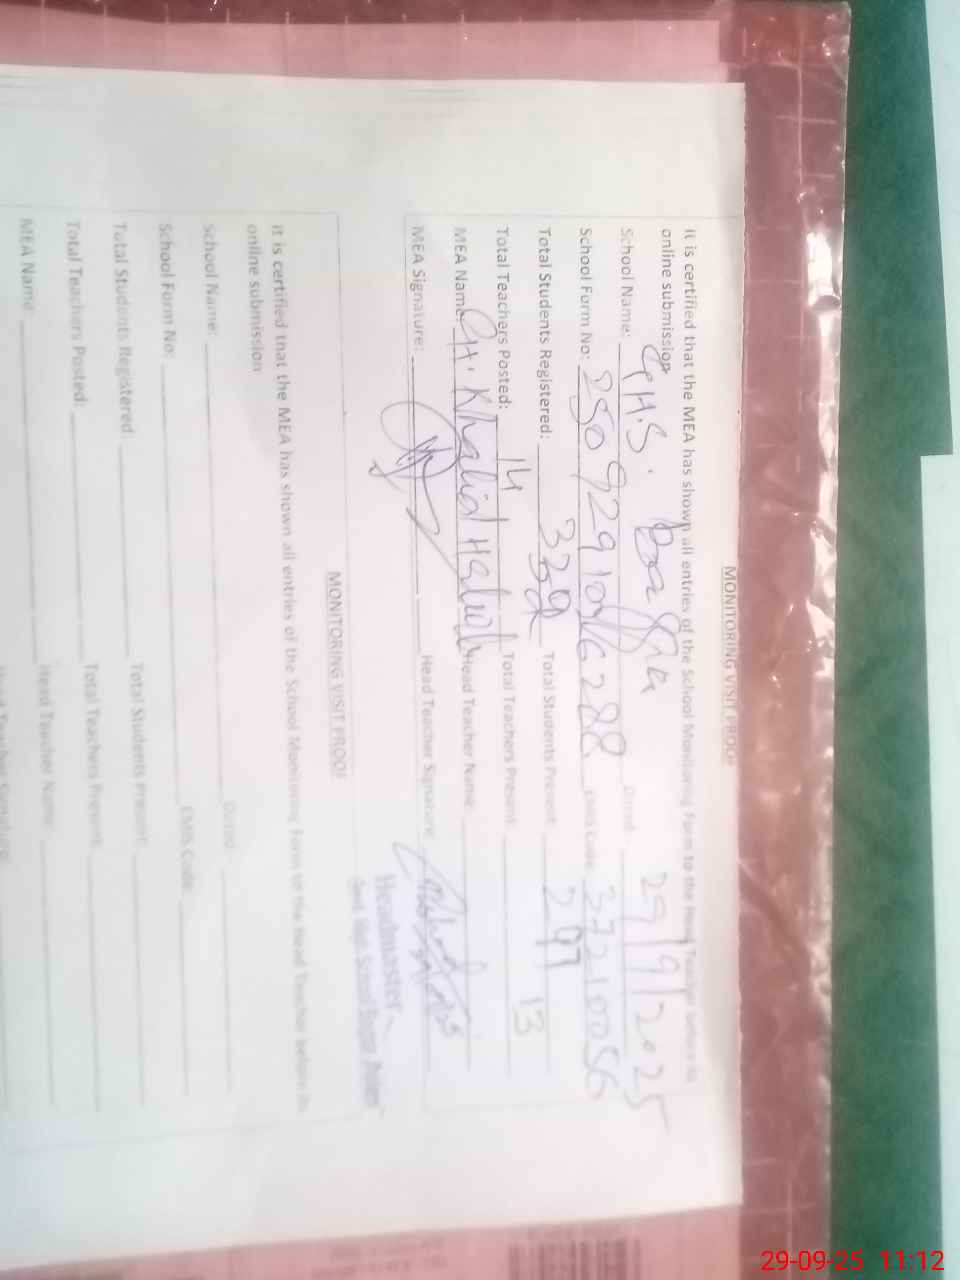 MONITORING VISIT PROOF
It is certified that the MEA has shown all entries of the School Monitoring Form to the Head Teacher before its
online submission
School Name: G.H.S. Dated: 29/9/2025
School Form No: EMIS Code: 37210056
Total Students Registered: Total Students Present:
Total Teachers Posted: 14 Total Teachers Present: 13
MEA Name: Gh. Khalid Head Teacher Name:
MEA Signature: Head Teacher Signature:
Headmaster
MONITORING VISIT PROOF
It is certified that the MEA has shown all entries of the School Monitoring Form to the Head Teacher before its
online submission
School Name: Dated:
School Form No: EMIS Code:
Total Students Registered: Total Students Present:
Total Teachers Posted: Total Teachers Present:
MEA Name: Head Teacher Name:
Head Teacher Signature:
29-09-25 11:12